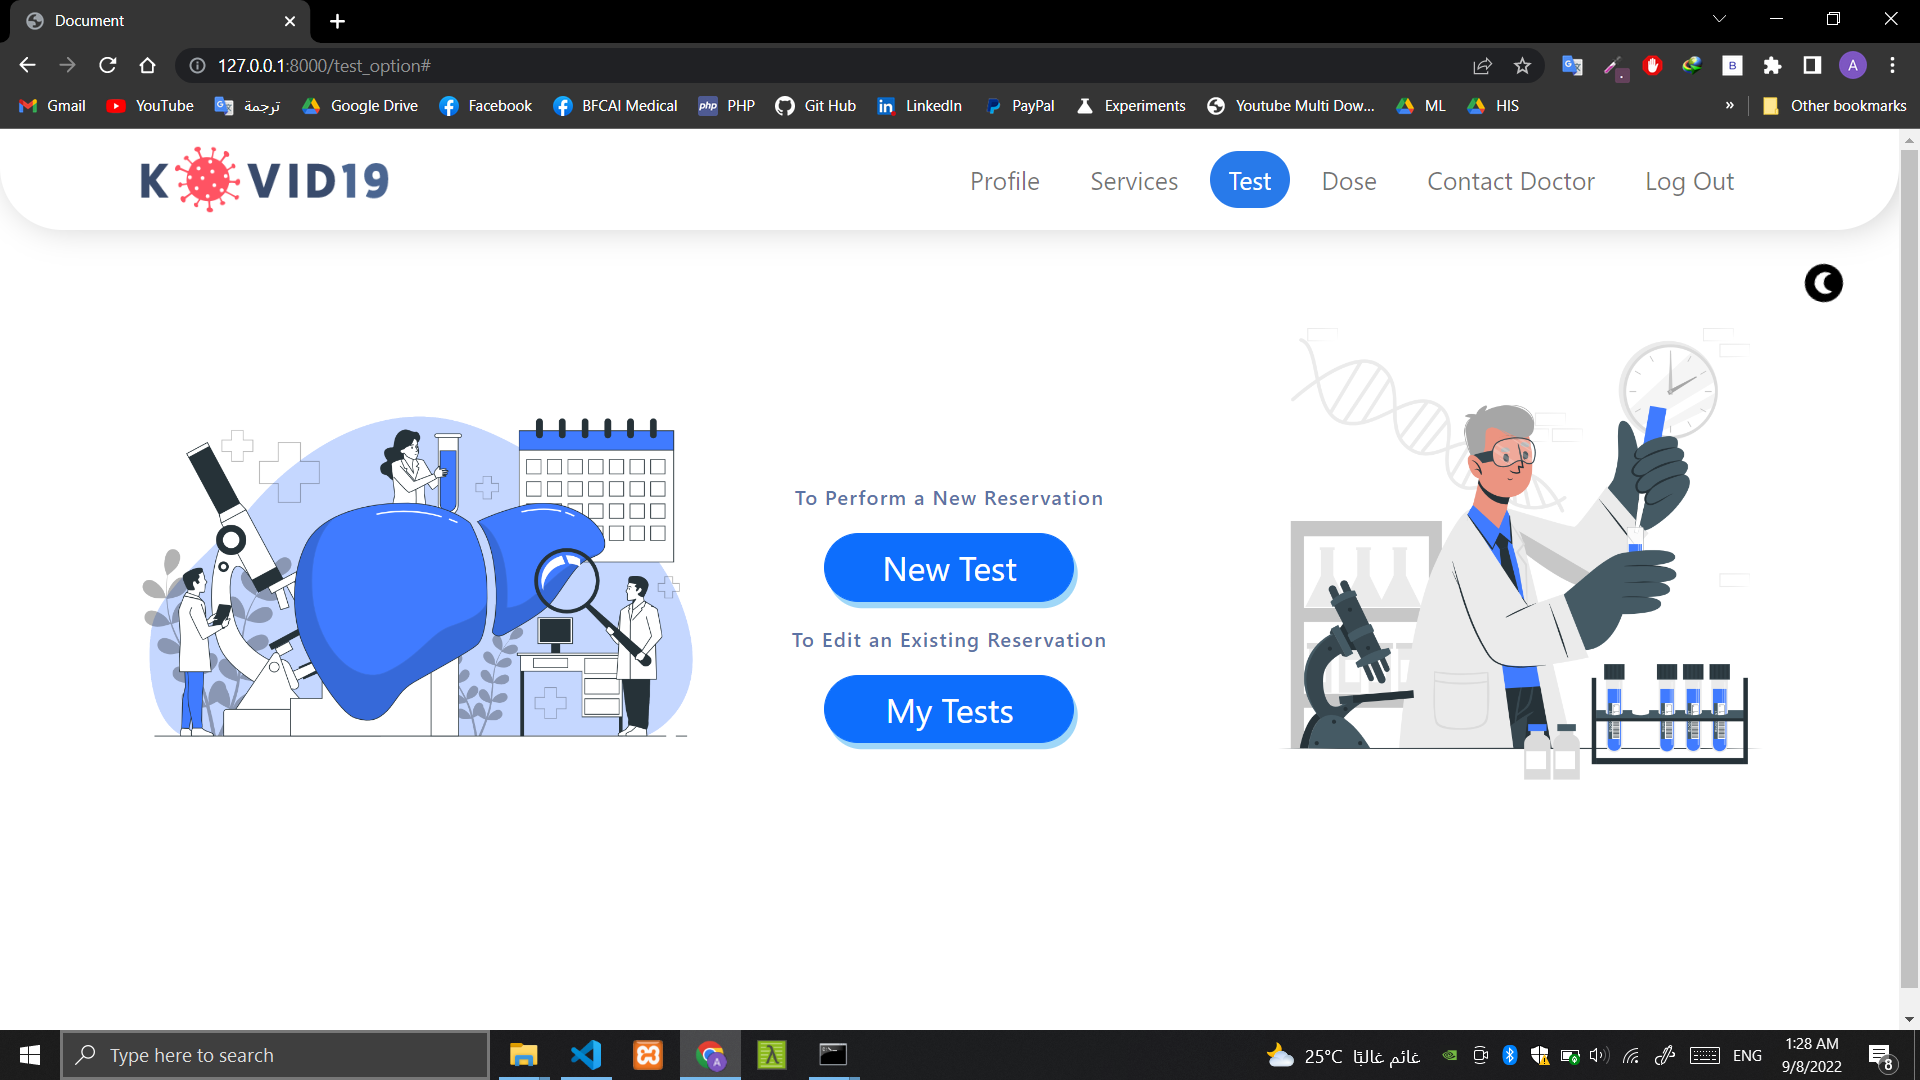 Document
127.0.0.1:8000/test_option#
A
Gmail
YouTube
ترجمة
Google Drive
Facebook
BFCAI Medical
php PHP
Git Hub
LinkedIn
PayPal
Experiments
Youtube Multi Dow...
ML
HIS
»
Other bookmarks
K VID19
Profile
Services
Test
Dose
Contact Doctor
Log Out
To Perform a New Reservation
New Test
To Edit an Existing Reservation
My Tests
Type here to search
25°C غائم غالبًا
ENG
1:28 AM
9/8/2022
8